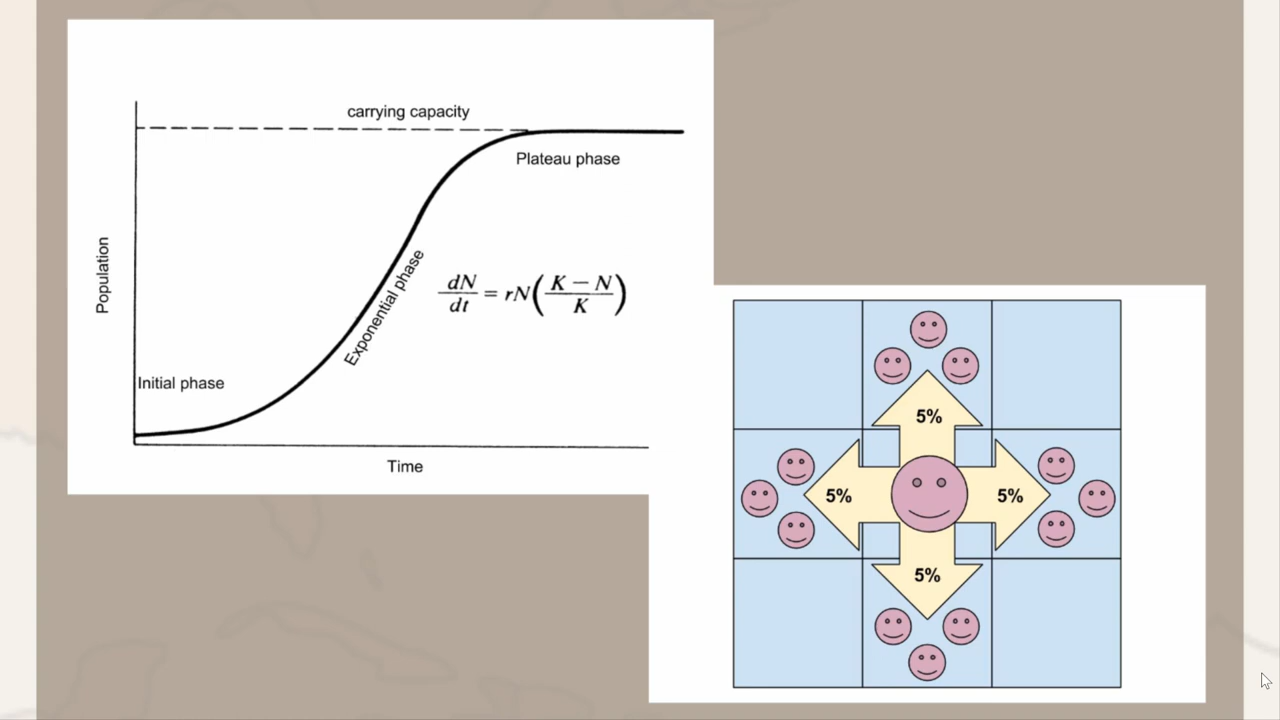 carrying capacity
Plateau phase
Population
Exponential phase
dN/dt = rN(K − N/K)
Initial phase
Time
5%
5%
5%
5%